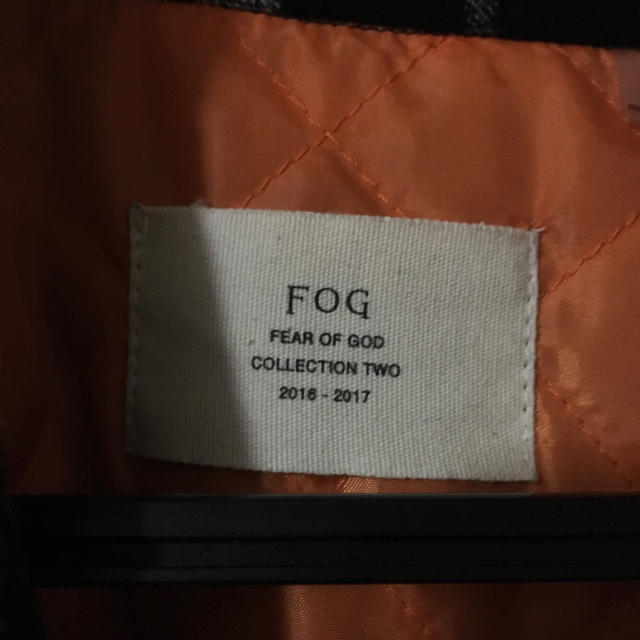 FOG
FEAR OF GOD
COLLECTION TWO
2016 - 2017